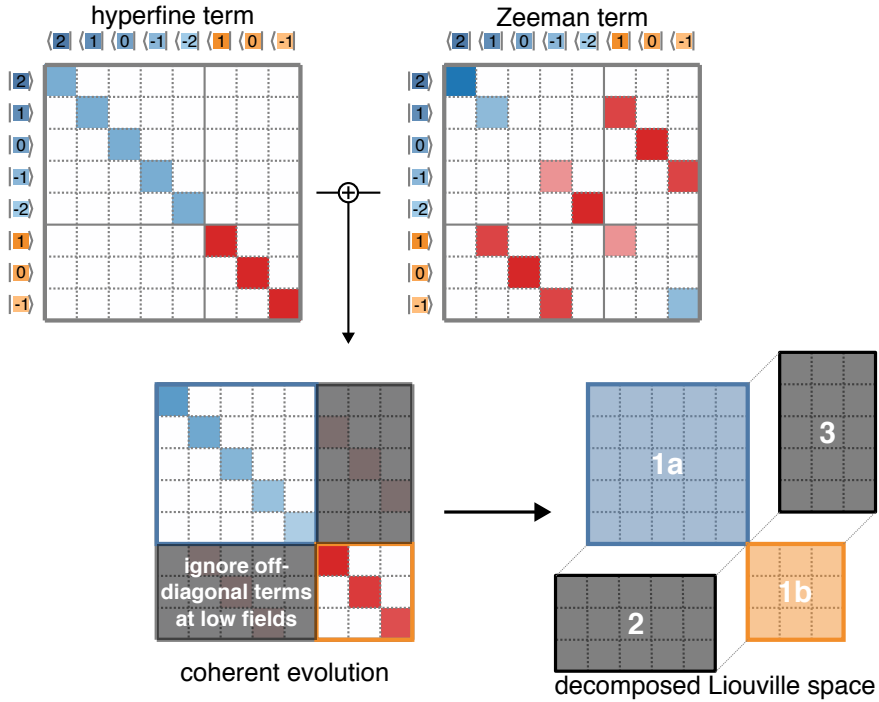 hyperfine term
⟨2| ⟨1| ⟨0| ⟨-1| ⟨-2| ⟨1| ⟨0| ⟨-1|
|2⟩
|1⟩
|0⟩
|-1⟩
|-2⟩
|1⟩
|0⟩
|-1⟩
Zeeman term
⟨2| ⟨1| ⟨0| ⟨-1| ⟨-2| ⟨1| ⟨0| ⟨-1|
|2⟩
|1⟩
|0⟩
|-1⟩
|-2⟩
|1⟩
|0⟩
|-1⟩
+
ignore off-
diagonal terms
at low fields
coherent evolution
1a
3
2
1b
decomposed Liouville space